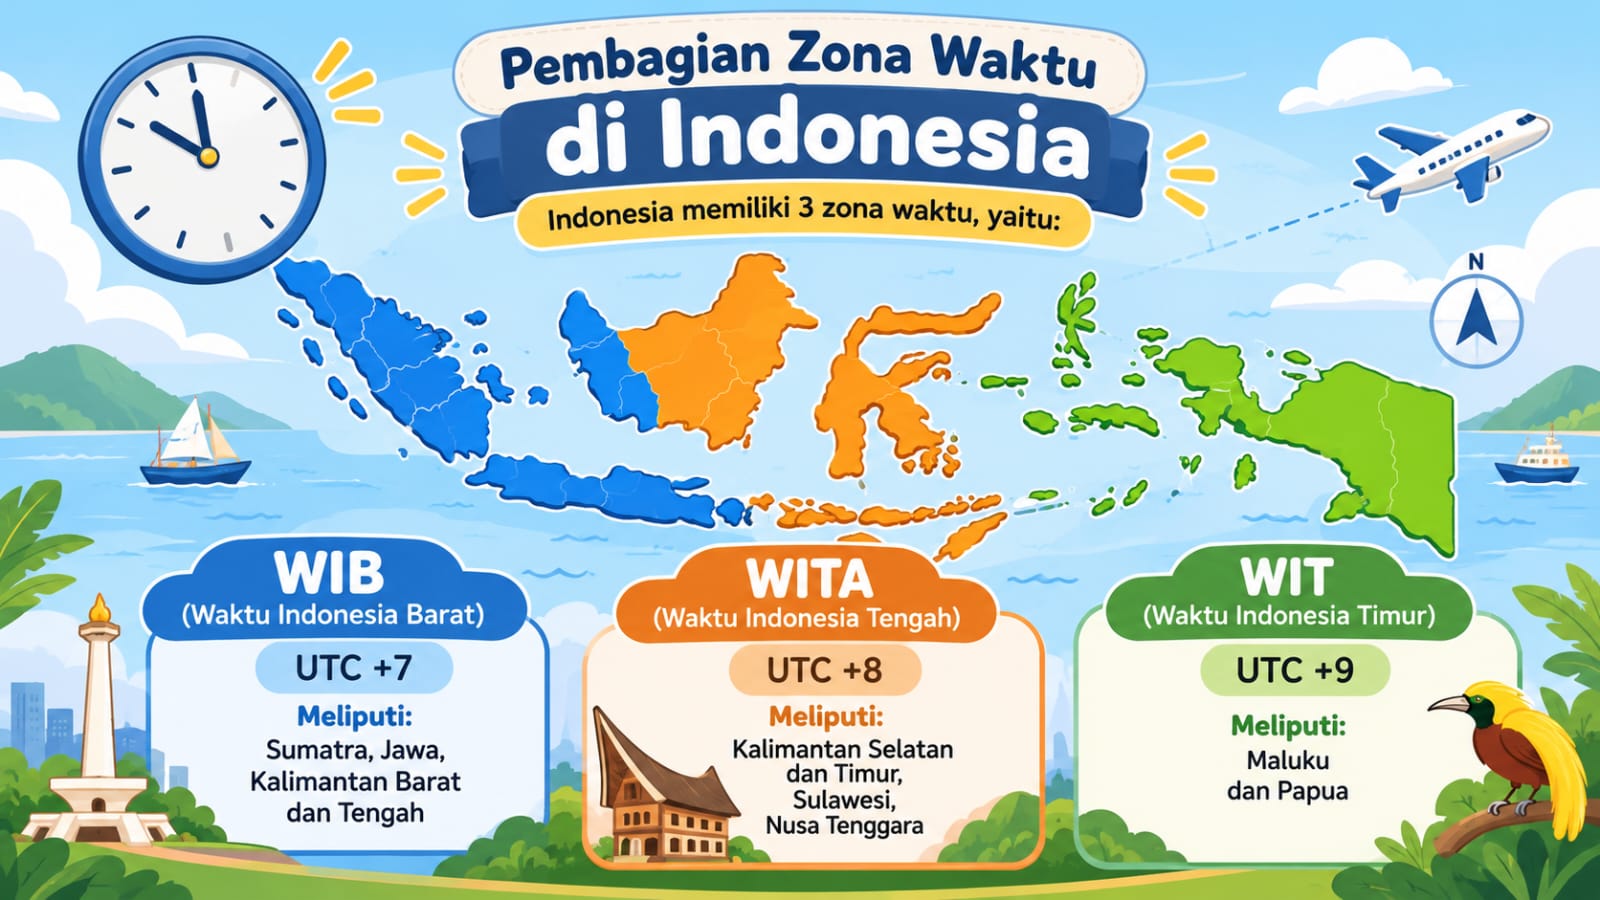 Pembagian Zona Waktu
di Indonesia
Indonesia memiliki 3 zona waktu, yaitu:
N
WIB
(Waktu Indonesia Barat)
UTC +7
Meliputi:
Sumatra, Jawa,
Kalimantan Barat
dan Tengah
WITA
(Waktu Indonesia Tengah)
UTC +8
Meliputi:
Kalimantan Selatan
dan Timur,
Sulawesi,
Nusa Tenggara
WIT
(Waktu Indonesia Timur)
UTC +9
Meliputi:
Maluku
dan Papua